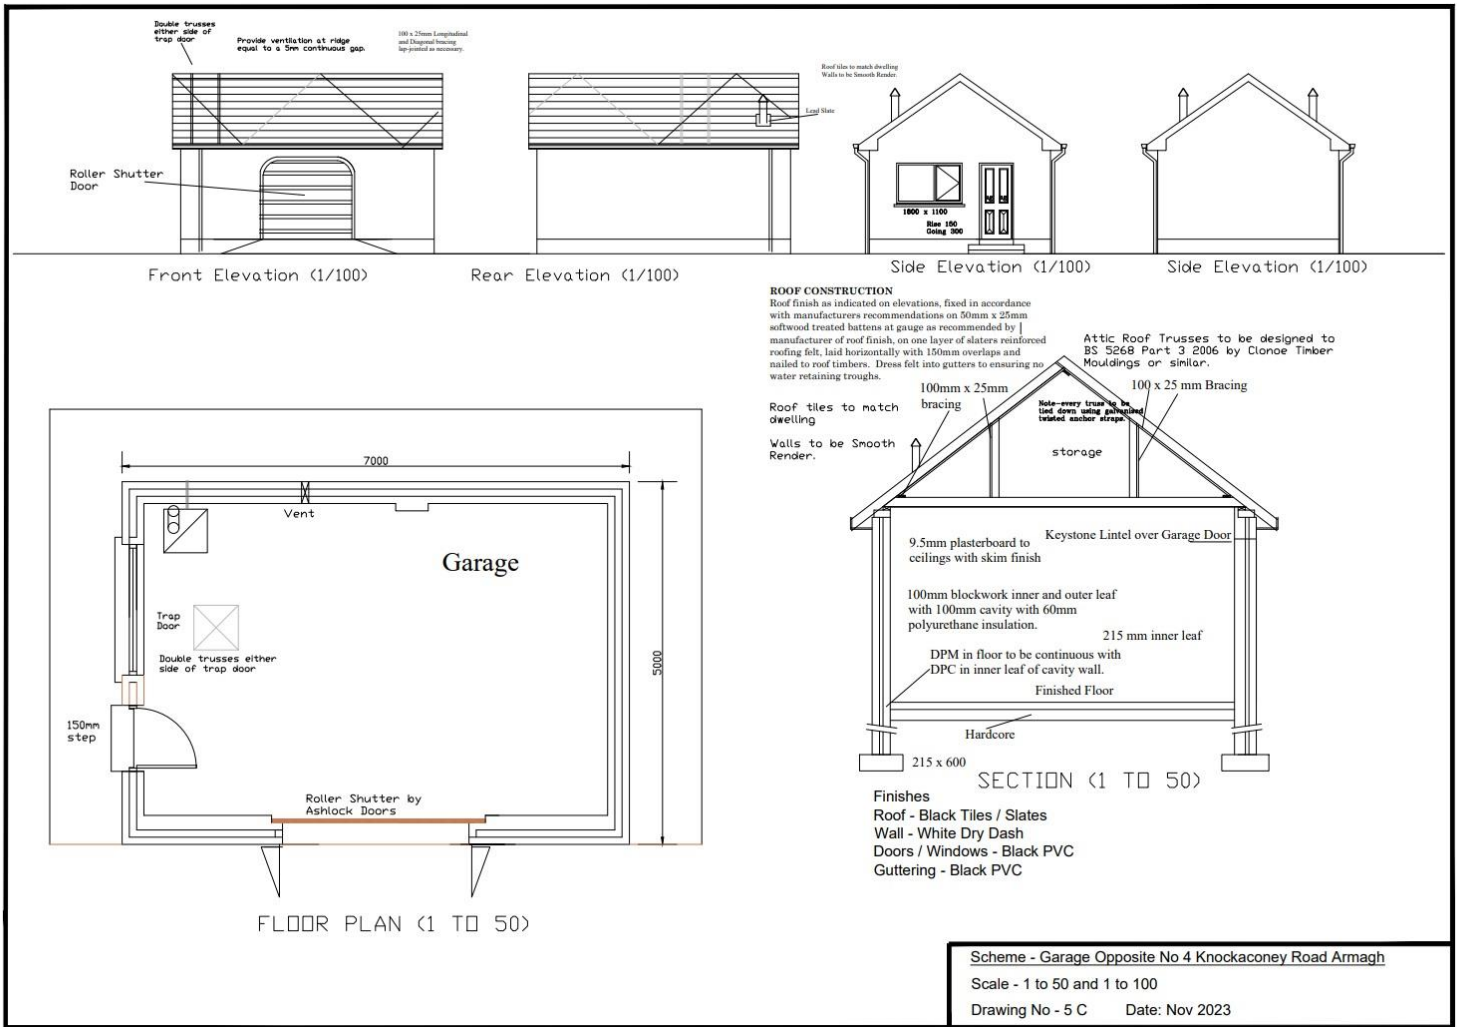 Double trusses
either side of
trap door
Provide ventilation at ridge
equal to a 5mm continuous gap.
100 x 25mm Longitudinal
and Diagonal bracing
lap-jointed as necessary.
Roof tiles to match dwelling
Walls to be Smooth Render.
Lead Slate
Roller Shutter
Door
1800 x 1100
Rise 150
Going 300
Front Elevation (1/100)
Rear Elevation (1/100)
Side Elevation (1/100)
Side Elevation (1/100)
ROOF CONSTRUCTION
Roof finish as indicated on elevations, fixed in accordance
with manufacturers recommendations on 50mm x 25mm
softwood treated battens at gauge as recommended by
manufacturer of roof finish, on one layer of slaters reinforced
roofing felt, laid horizontally with 150mm overlaps and
nailed to roof timbers. Dress felt into gutters to ensuring no
water retaining troughs.
Attic Roof Trusses to be designed to
BS 5268 Part 3 2006 by Clonoe Timber
Mouldings or similar.
100mm x 25mm
bracing
100 x 25 mm Bracing
Roof tiles to match
dwelling
Walls to be Smooth
Render.
Note-every truss to be
tied down using galvanised
twisted anchor straps.
storage
9.5mm plasterboard to
ceilings with skim finish
Keystone Lintel over Garage Door
100mm blockwork inner and outer leaf
with 100mm cavity with 60mm
polyurethane insulation.
215 mm inner leaf
DPM in floor to be continuous with
DPC in inner leaf of cavity wall.
Finished Floor
Hardcore
215 x 600
SECTION (1 TO 50)
7000
Vent
Garage
Trap
Door
Double trusses either
side of trap door
5000
150mm
step
Roller Shutter by
Ashlock Doors
FLOOR PLAN (1 TO 50)
Finishes
Roof - Black Tiles / Slates
Wall - White Dry Dash
Doors / Windows - Black PVC
Guttering - Black PVC
Scheme - Garage Opposite No 4 Knockaconey Road Armagh
Scale - 1 to 50 and 1 to 100
Drawing No - 5 C Date: Nov 2023